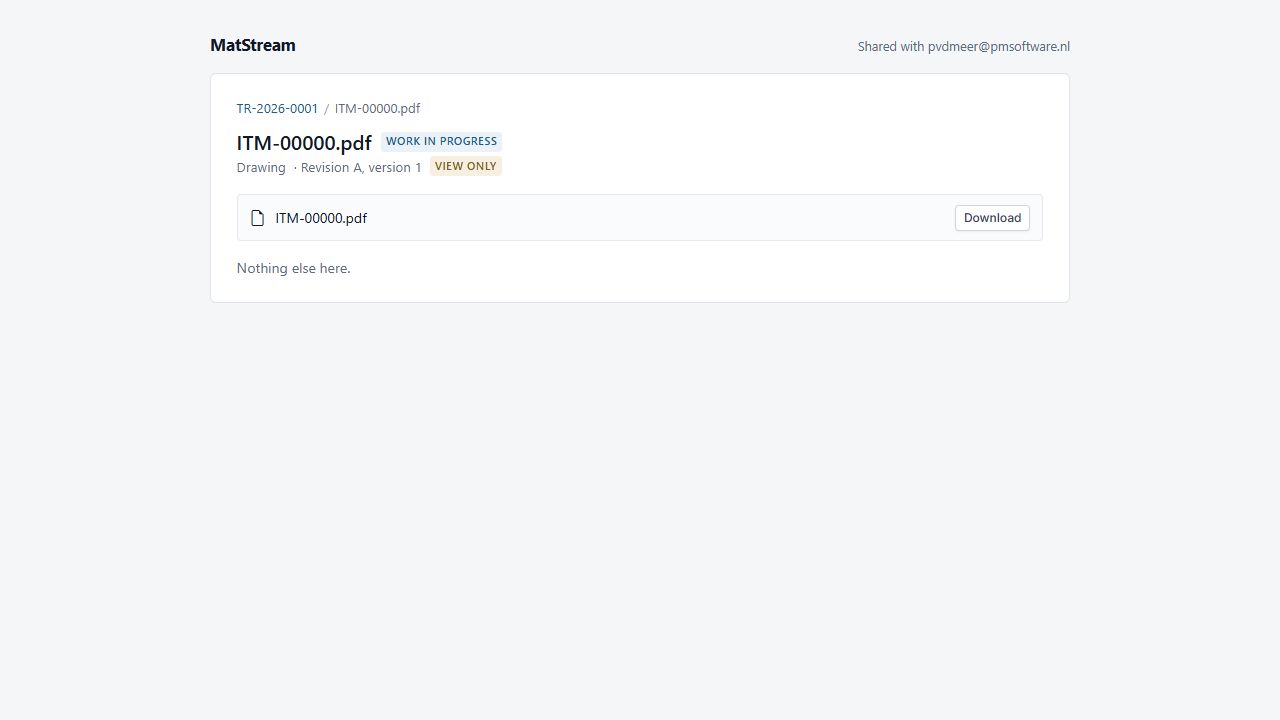 MatStream
Shared with pvdmeer@pmsoftware.nl
TR-2026-0001 / ITM-00000.pdf
ITM-00000.pdf WORK IN PROGRESS
Drawing · Revision A, version 1 VIEW ONLY
ITM-00000.pdf Download
Nothing else here.